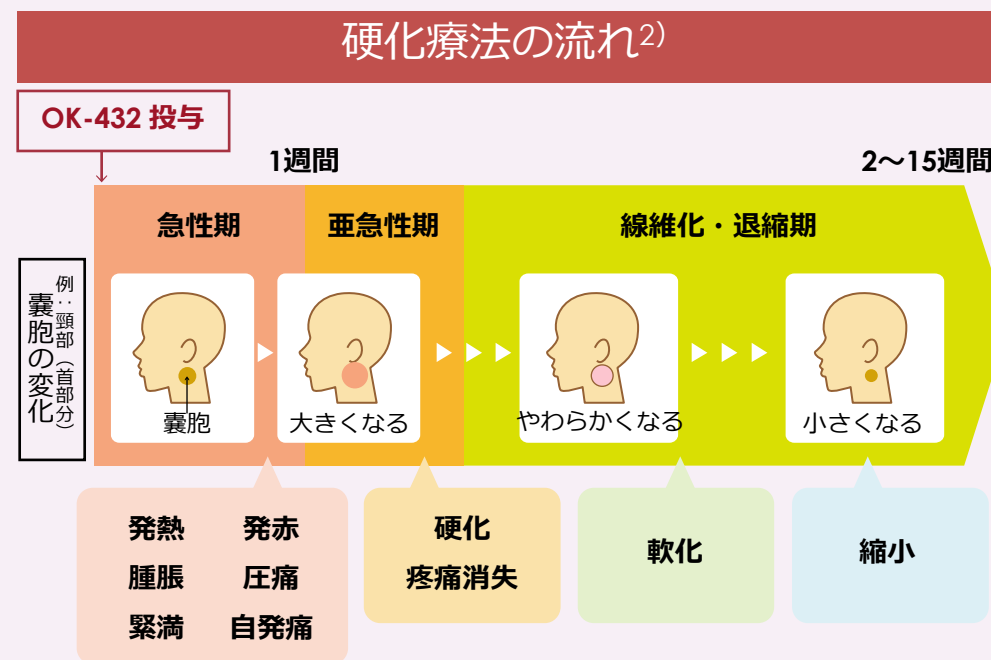 硬化療法の流れ2)
OK-432 投与
1週間
2〜15週間
急性期
亜急性期
線維化・退縮期
例：頸部（首部分）
嚢胞の変化
嚢胞
大きくなる
やわらかくなる
小さくなる
発熱 発赤
腫脹 圧痛
緊満 自発痛
硬化
疼痛消失
軟化
縮小